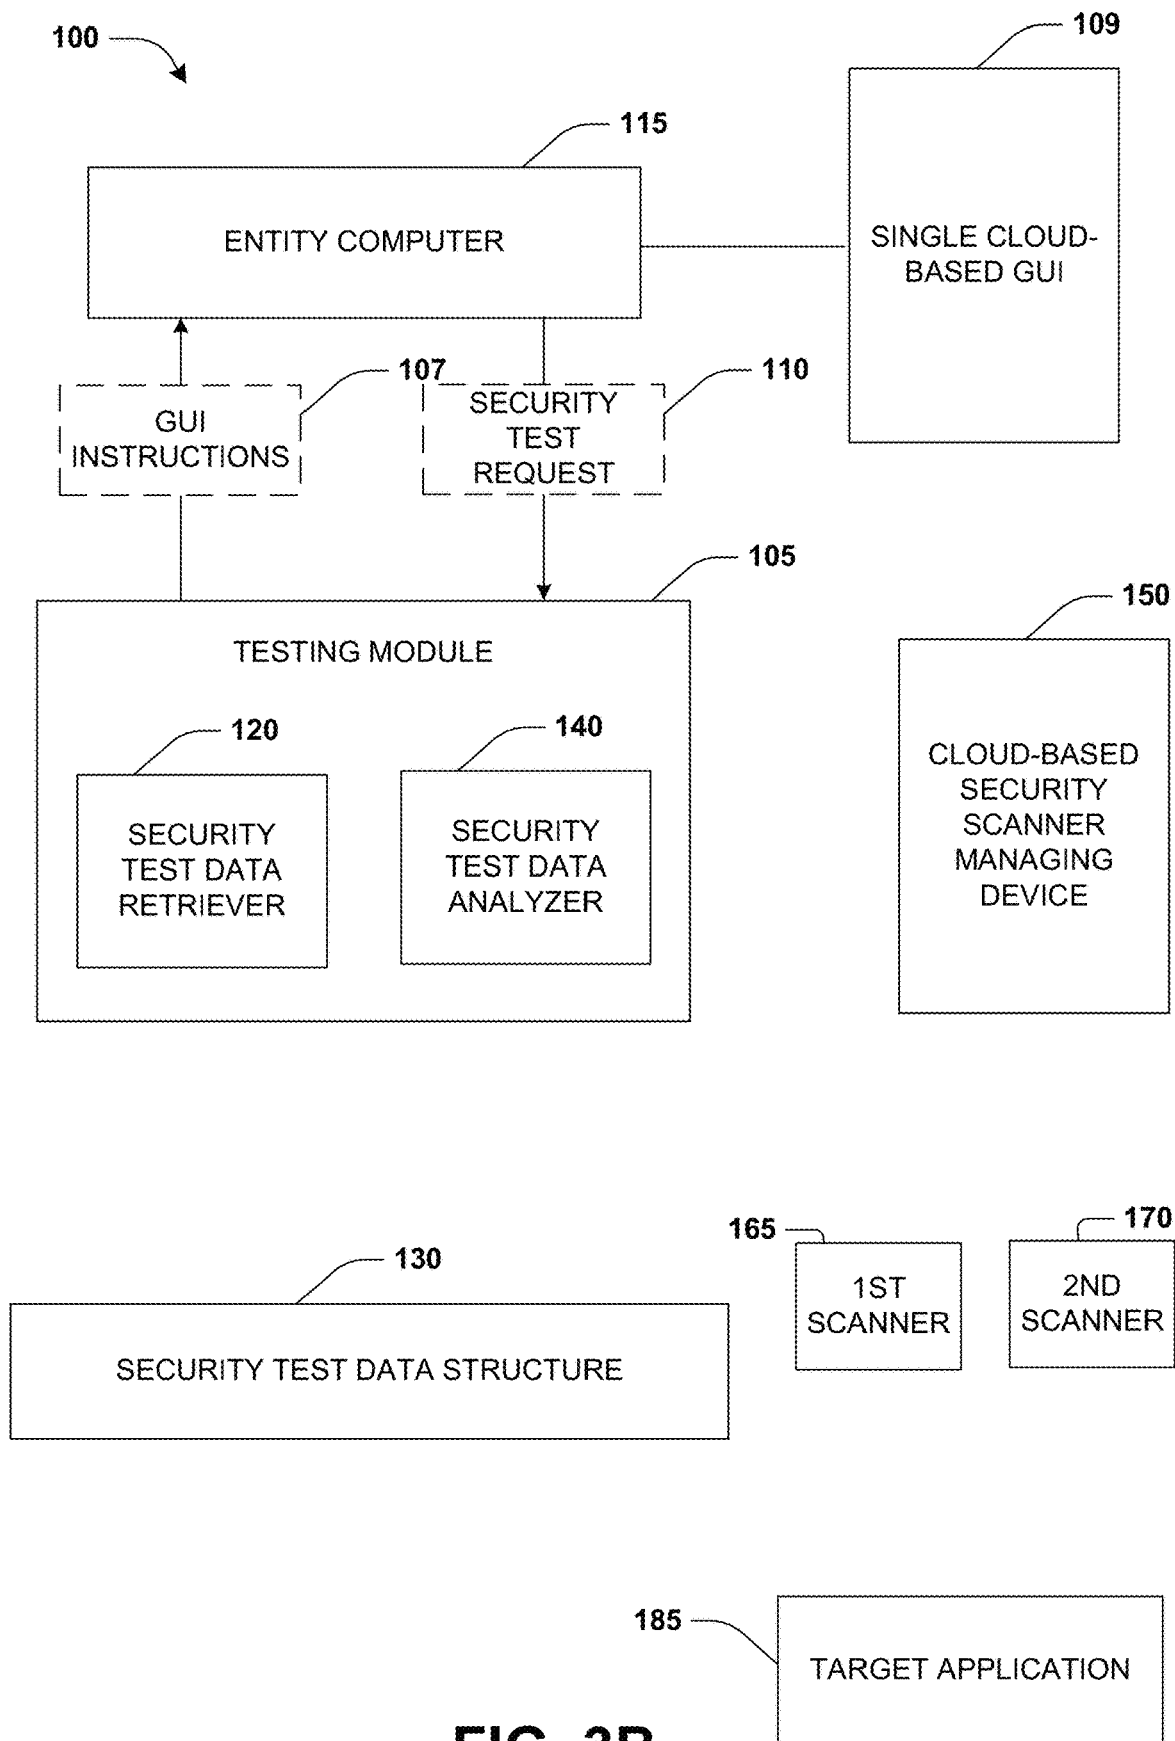 100
109
115
ENTITY COMPUTER
SINGLE CLOUD-
BASED GUI
107
110
GUI
INSTRUCTIONS
SECURITY
TEST
REQUEST
105
TESTING MODULE
150
120
140
SECURITY
TEST DATA
RETRIEVER
SECURITY
TEST DATA
ANALYZER
CLOUD-BASED
SECURITY
SCANNER
MANAGING
DEVICE
130
165
170
SECURITY TEST DATA STRUCTURE
1ST
SCANNER
2ND
SCANNER
185
TARGET APPLICATION
FIG. 3B